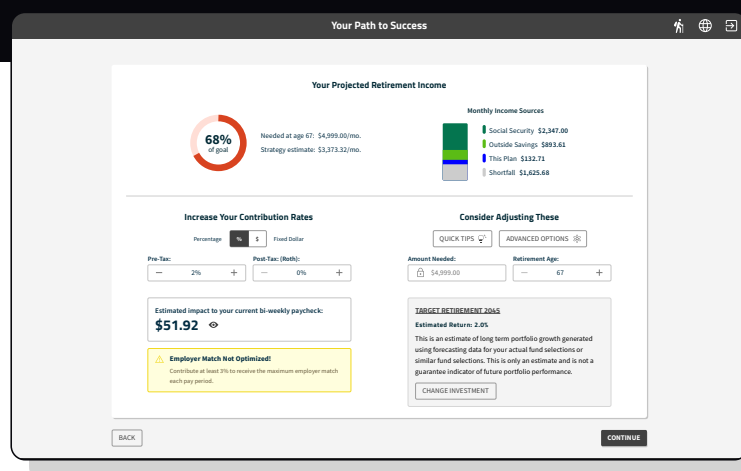 Your Path to Success
Your Projected Retirement Income
68%
of goal
Needed at age 67: $4,999.00/mo.
Strategy estimate: $3,373.32/mo.
Monthly Income Sources
Social Security $2,347.00
Outside Savings $893.61
This Plan $132.71
Shortfall $1,625.68
Increase Your Contribution Rates
Percentage % $ Fixed Dollar
Pre-Tax: Post-Tax: (Roth):
— 2% + — 0% +
Estimated impact to your current bi-weekly paycheck:
$51.92
Employer Match Not Optimized!
Contribute at least 3% to receive the maximum employer match
each pay period.
Consider Adjusting These
QUICK TIPS ADVANCED OPTIONS
Amount Needed: Retirement Age:
$4,999.00 — 67 +
TARGET RETIREMENT 2045
Estimated Return: 2.0%
This is an estimate of long term portfolio growth generated
using forecasting data for your actual fund selections or
similar fund selections. This is only an estimate and is not a
guarantee indicator of future portfolio performance.
CHANGE INVESTMENT
BACK
CONTINUE